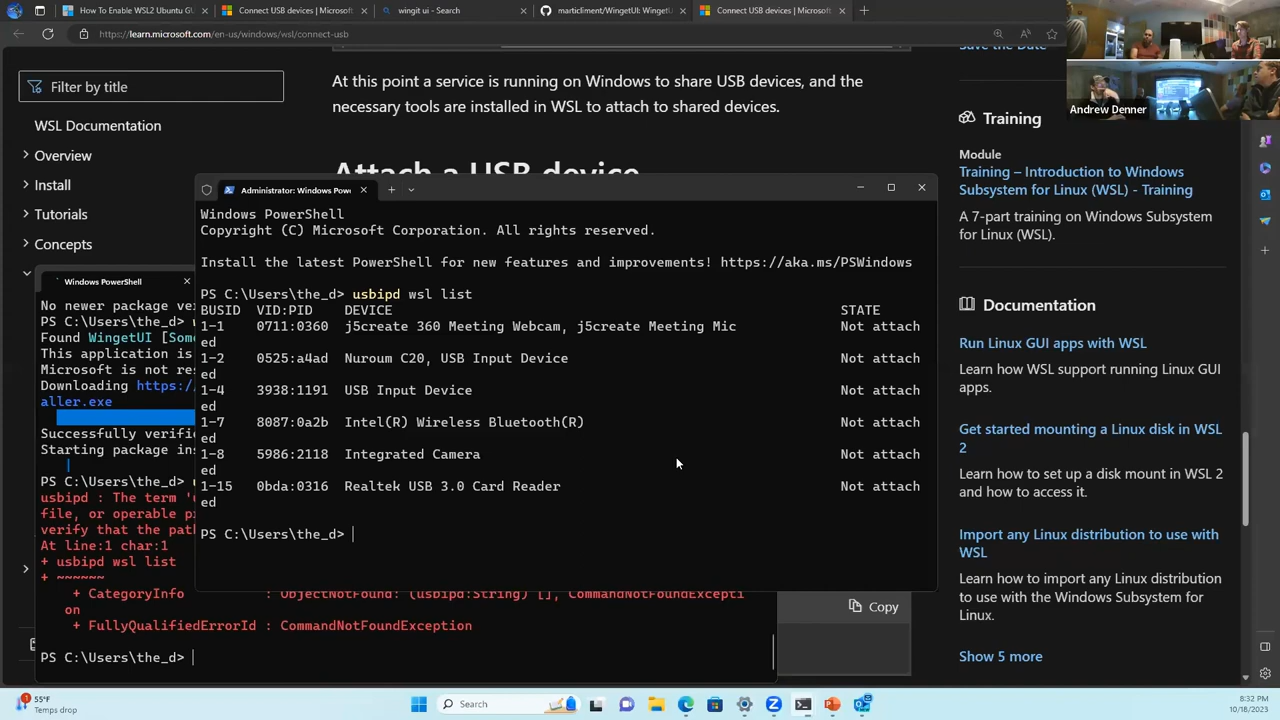 How To Enable WSL2 Ubuntu GU
Connect USB devices | Microsoft
wingit ui - Search
marticliment/WingetUI: WingetU
Connect USB devices | Microsoft
https://learn.microsoft.com/en-us/windows/wsl/connect-usb
Andrew Denner
Filter by title
WSL Documentation
Overview
Install
Tutorials
Concepts
At this point a service is running on Windows to share USB devices, and the
necessary tools are installed in WSL to attach to shared devices.
Attach a USB device
Administrator: Windows Pow
Windows PowerShell
Copyright (C) Microsoft Corporation. All rights reserved.
Install the latest PowerShell for new features and improvements! https://aka.ms/PSWindows
PS C:\Users\the_d> usbipd wsl list
BUSID VID:PID DEVICE STATE
1-1 0711:0360 j5create 360 Meeting Webcam, j5create Meeting Mic Not attach
ed
1-2 0525:a4ad Nuroum C20, USB Input Device Not attach
ed
1-4 3938:1191 USB Input Device Not attach
ed
1-7 8087:0a2b Intel(R) Wireless Bluetooth(R) Not attach
ed
1-8 5986:2118 Integrated Camera Not attach
ed
1-15 0bda:0316 Realtek USB 3.0 Card Reader Not attach
ed
PS C:\Users\the_d>
Windows PowerShell
No newer package ve
PS C:\Users\the_d>
Found WingetUI [Som
This application is
Microsoft is not re
Downloading https:/
aller.exe
Successfully verifi
Starting package in
PS C:\Users\the_d>
usbipd : The term '
file, or operable p
verify that the pat
At line:1 char:1
+ usbipd wsl list
+ ~~~~~~
+ CategoryInfo : ObjectNotFound: (usbipd:String) [], CommandNotFoundExcepti
on
+ FullyQualifiedErrorId : CommandNotFoundException
PS C:\Users\the_d>
Copy
Save the Date
Training
Module
Training – Introduction to Windows
Subsystem for Linux (WSL) - Training
A 7-part training on Windows Subsystem
for Linux (WSL).
Documentation
Run Linux GUI apps with WSL
Learn how WSL support running Linux GUI
apps.
Get started mounting a Linux disk in WSL
2
Learn how to set up a disk mount in WSL 2
and how to access it.
Import any Linux distribution to use with
WSL
Learn how to import any Linux distribution
to use with the Windows Subsystem for
Linux.
Show 5 more
1
55°F
Temps drop
Search
8:32 PM
10/18/2023